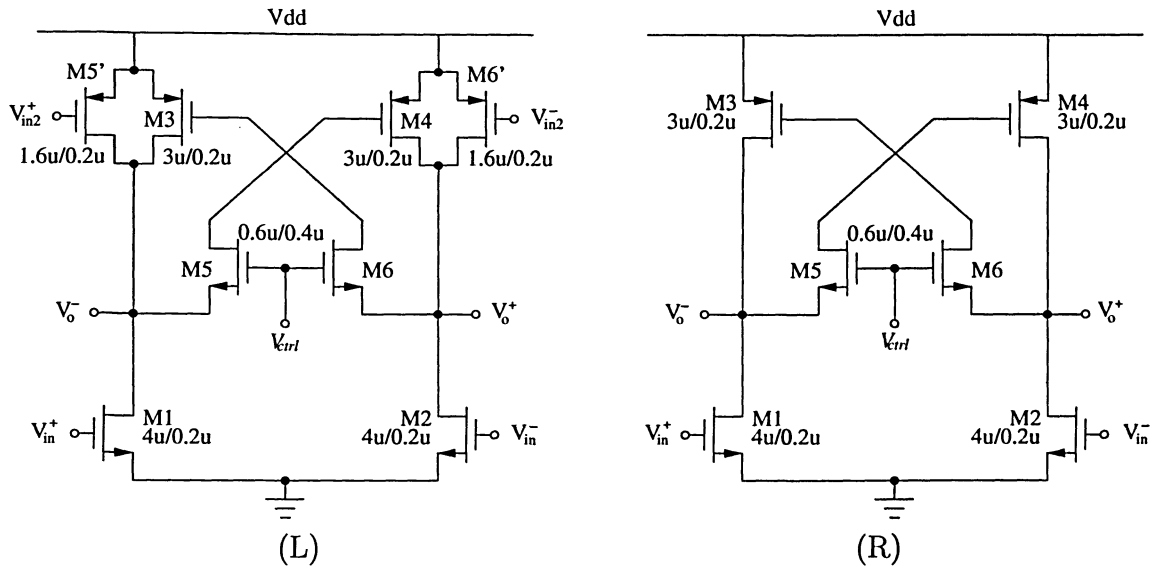 Vdd
M5'
M6'
V+in2
M3
M4
V-in2
1.6u/0.2u
3u/0.2u
3u/0.2u
1.6u/0.2u
0.6u/0.4u
M5
M6
V-o
V+o
Vctrl
M1
4u/0.2u
M2
4u/0.2u
V+in
V-in
(L)
Vdd
M3
3u/0.2u
M4
3u/0.2u
0.6u/0.4u
M5
M6
V-o
V+o
Vctrl
M1
4u/0.2u
M2
4u/0.2u
V+in
V-in
(R)